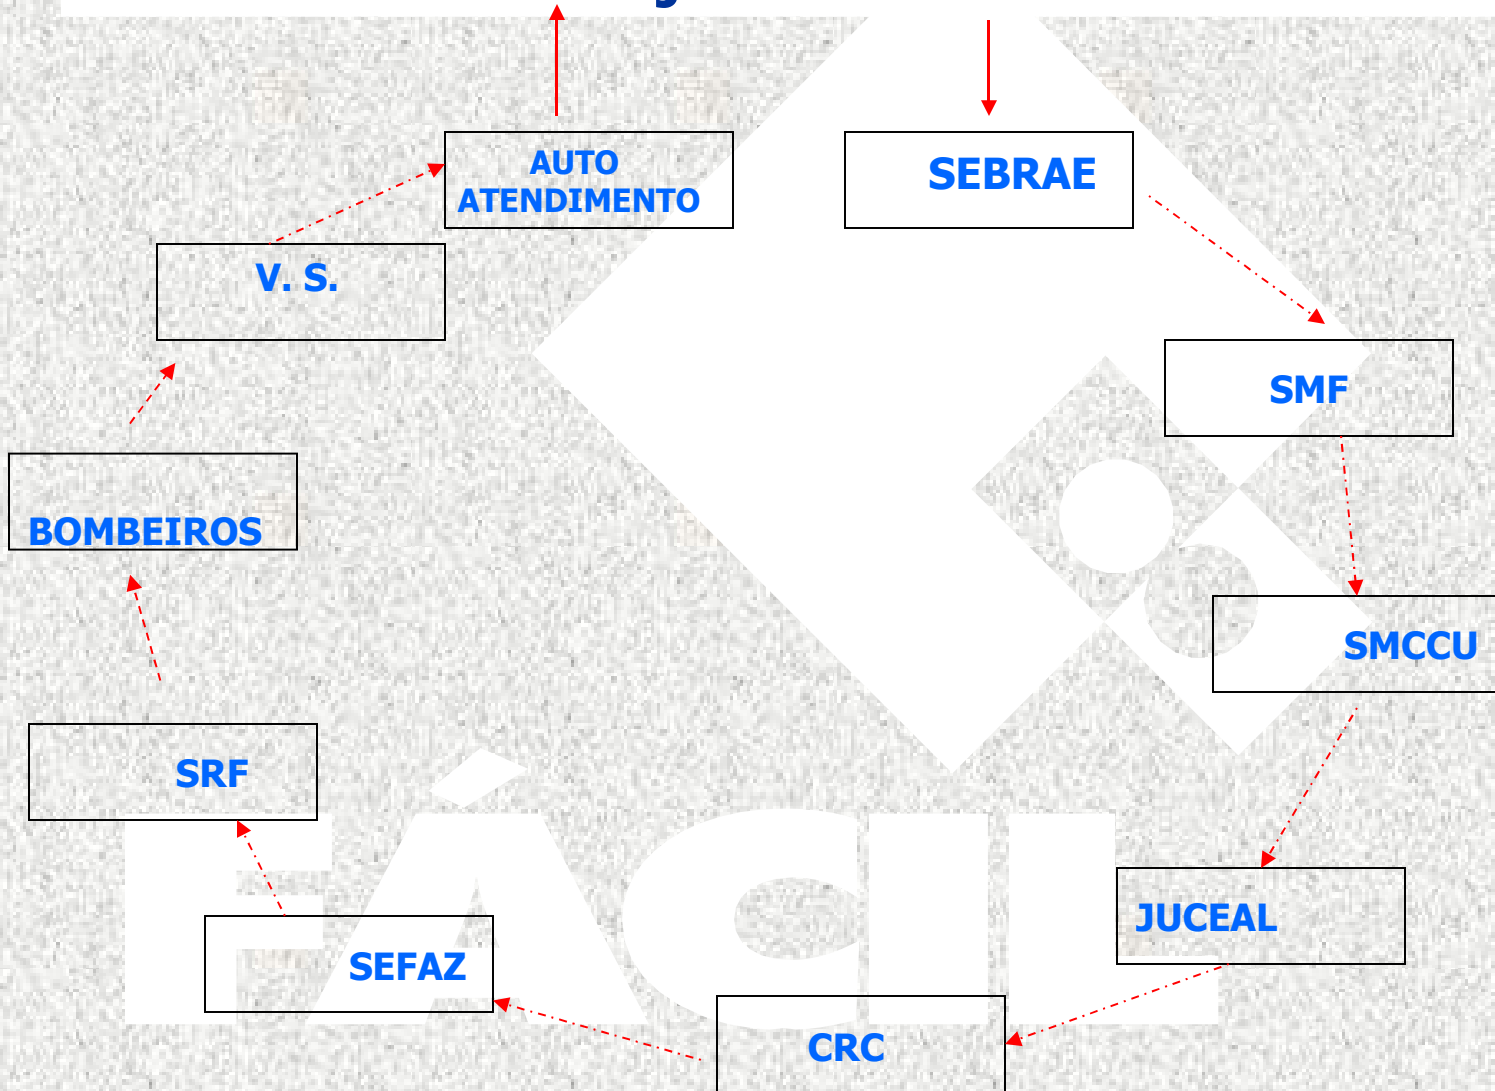 AUTO
ATENDIMENTO
SEBRAE
V. S.
SMF
BOMBEIROS
SMCCU
SRF
JUCEAL
SEFAZ
CRC
FÁCIL